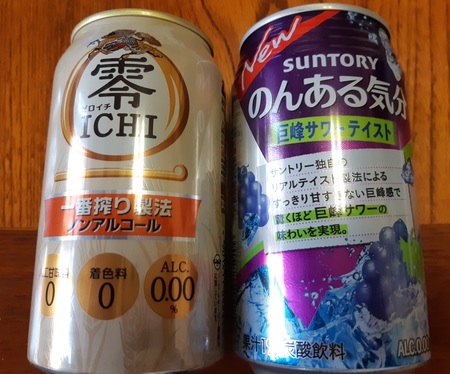 零
ゼロイチ
ICHI
一番搾り製法
ノンアルコール
工甘味料
0
着色料
0
ALC.
0.00
%
New
SUNTORY
のんある気分
巨峰サワーテイスト
サントリー独自の
リアルテイスト製法による
すっきり甘すぎない巨峰感で
驚くほど巨峰サワーの
味わいを実現。
炭酸飲料